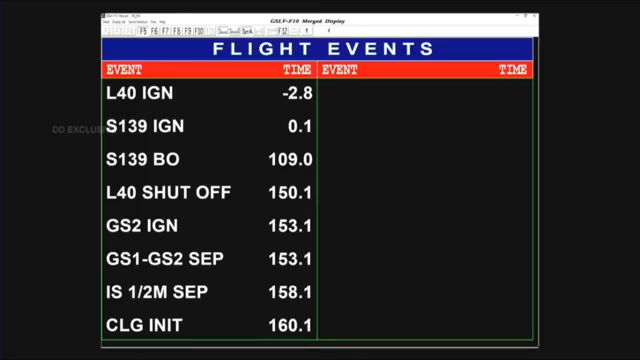 GSLV-F10 Merged Display
F5 F6 F7 F8 F9 F10 F12
FLIGHT EVENTS
EVENT TIME EVENT TIME
L40 IGN -2.8
DD EXCLUSIV
S139 IGN 0.1
S139 BO 109.0
L40 SHUT OFF 150.1
GS2 IGN 153.1
GS1-GS2 SEP 153.1
IS 1/2M SEP 158.1
CLG INIT 160.1